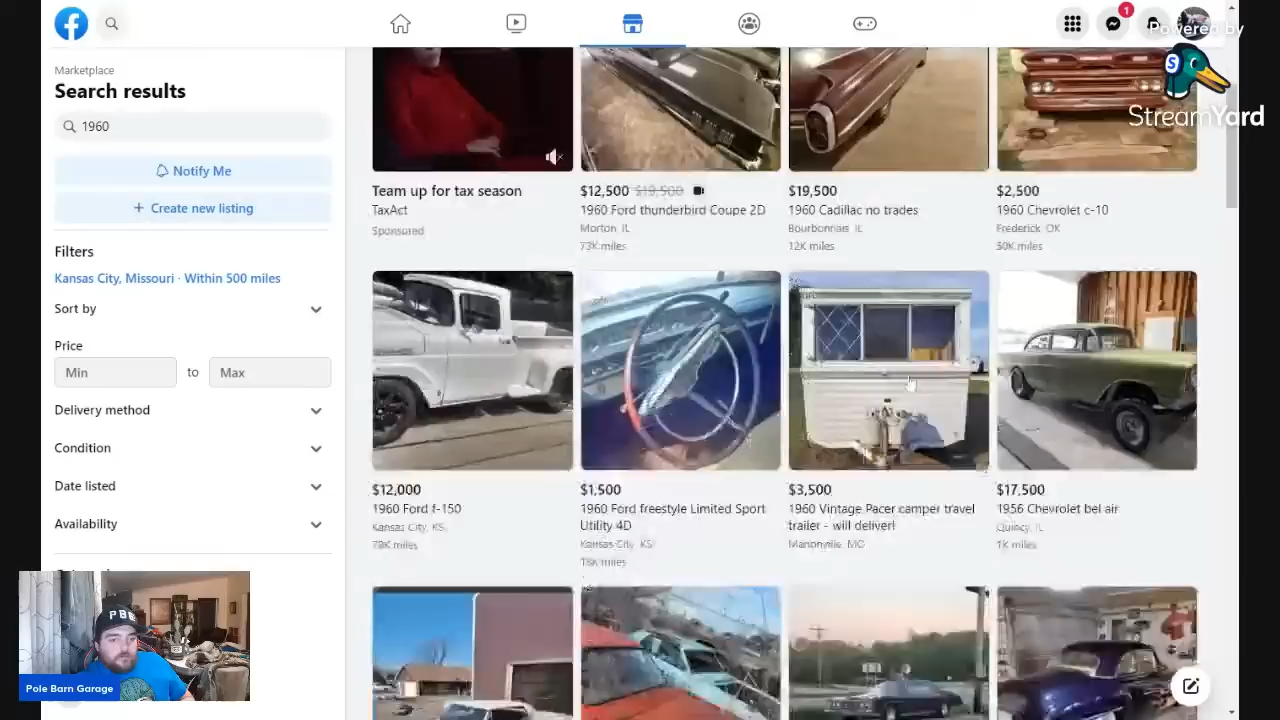 Powered by
StreamYard
Marketplace
Search results
1960
Notify Me
+ Create new listing
Filters
Kansas City, Missouri · Within 500 miles
Sort by
Price
Min
to
Max
Delivery method
Condition
Date listed
Availability
Team up for tax season
TaxAct
Sponsored
$12,500 $19,500
1960 Ford thunderbird Coupe 2D
Morton, IL
73K miles
$19,500
1960 Cadillac no trades
Bourbonnais, IL
12K miles
$2,500
1960 Chevrolet c-10
Frederick, OK
50K miles
$12,000
1960 Ford f-150
Kansas City, KS
78K miles
$1,500
1960 Ford freestyle Limited Sport
Utility 4D
Kansas City, KS
$3,500
1960 Vintage Pacer camper travel
trailer - will deliver!
$17,500
1956 Chevrolet bel air
Quincy, IL
1K miles
1
PBG
Pole Barn Garage